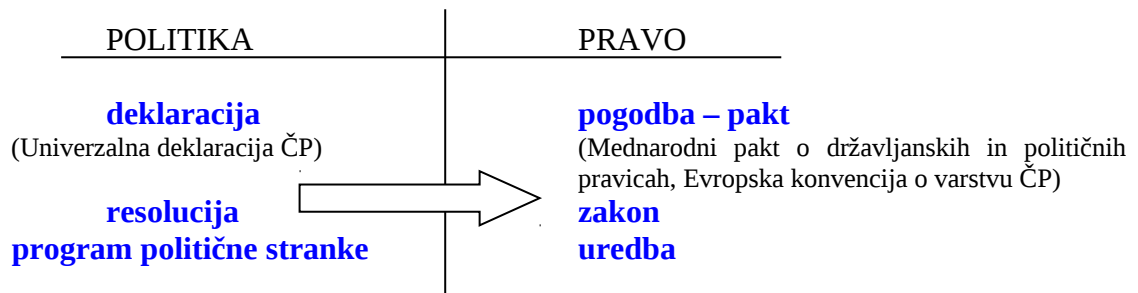 POLITIKA
PRAVO
deklaracija
(Univerzalna deklaracija ČP)
resolucija
program politične stranke
pogodba – pakt
(Mednarodni pakt o državljanskih in političnih
pravicah, Evropska konvencija o varstvu ČP)
zakon
uredba